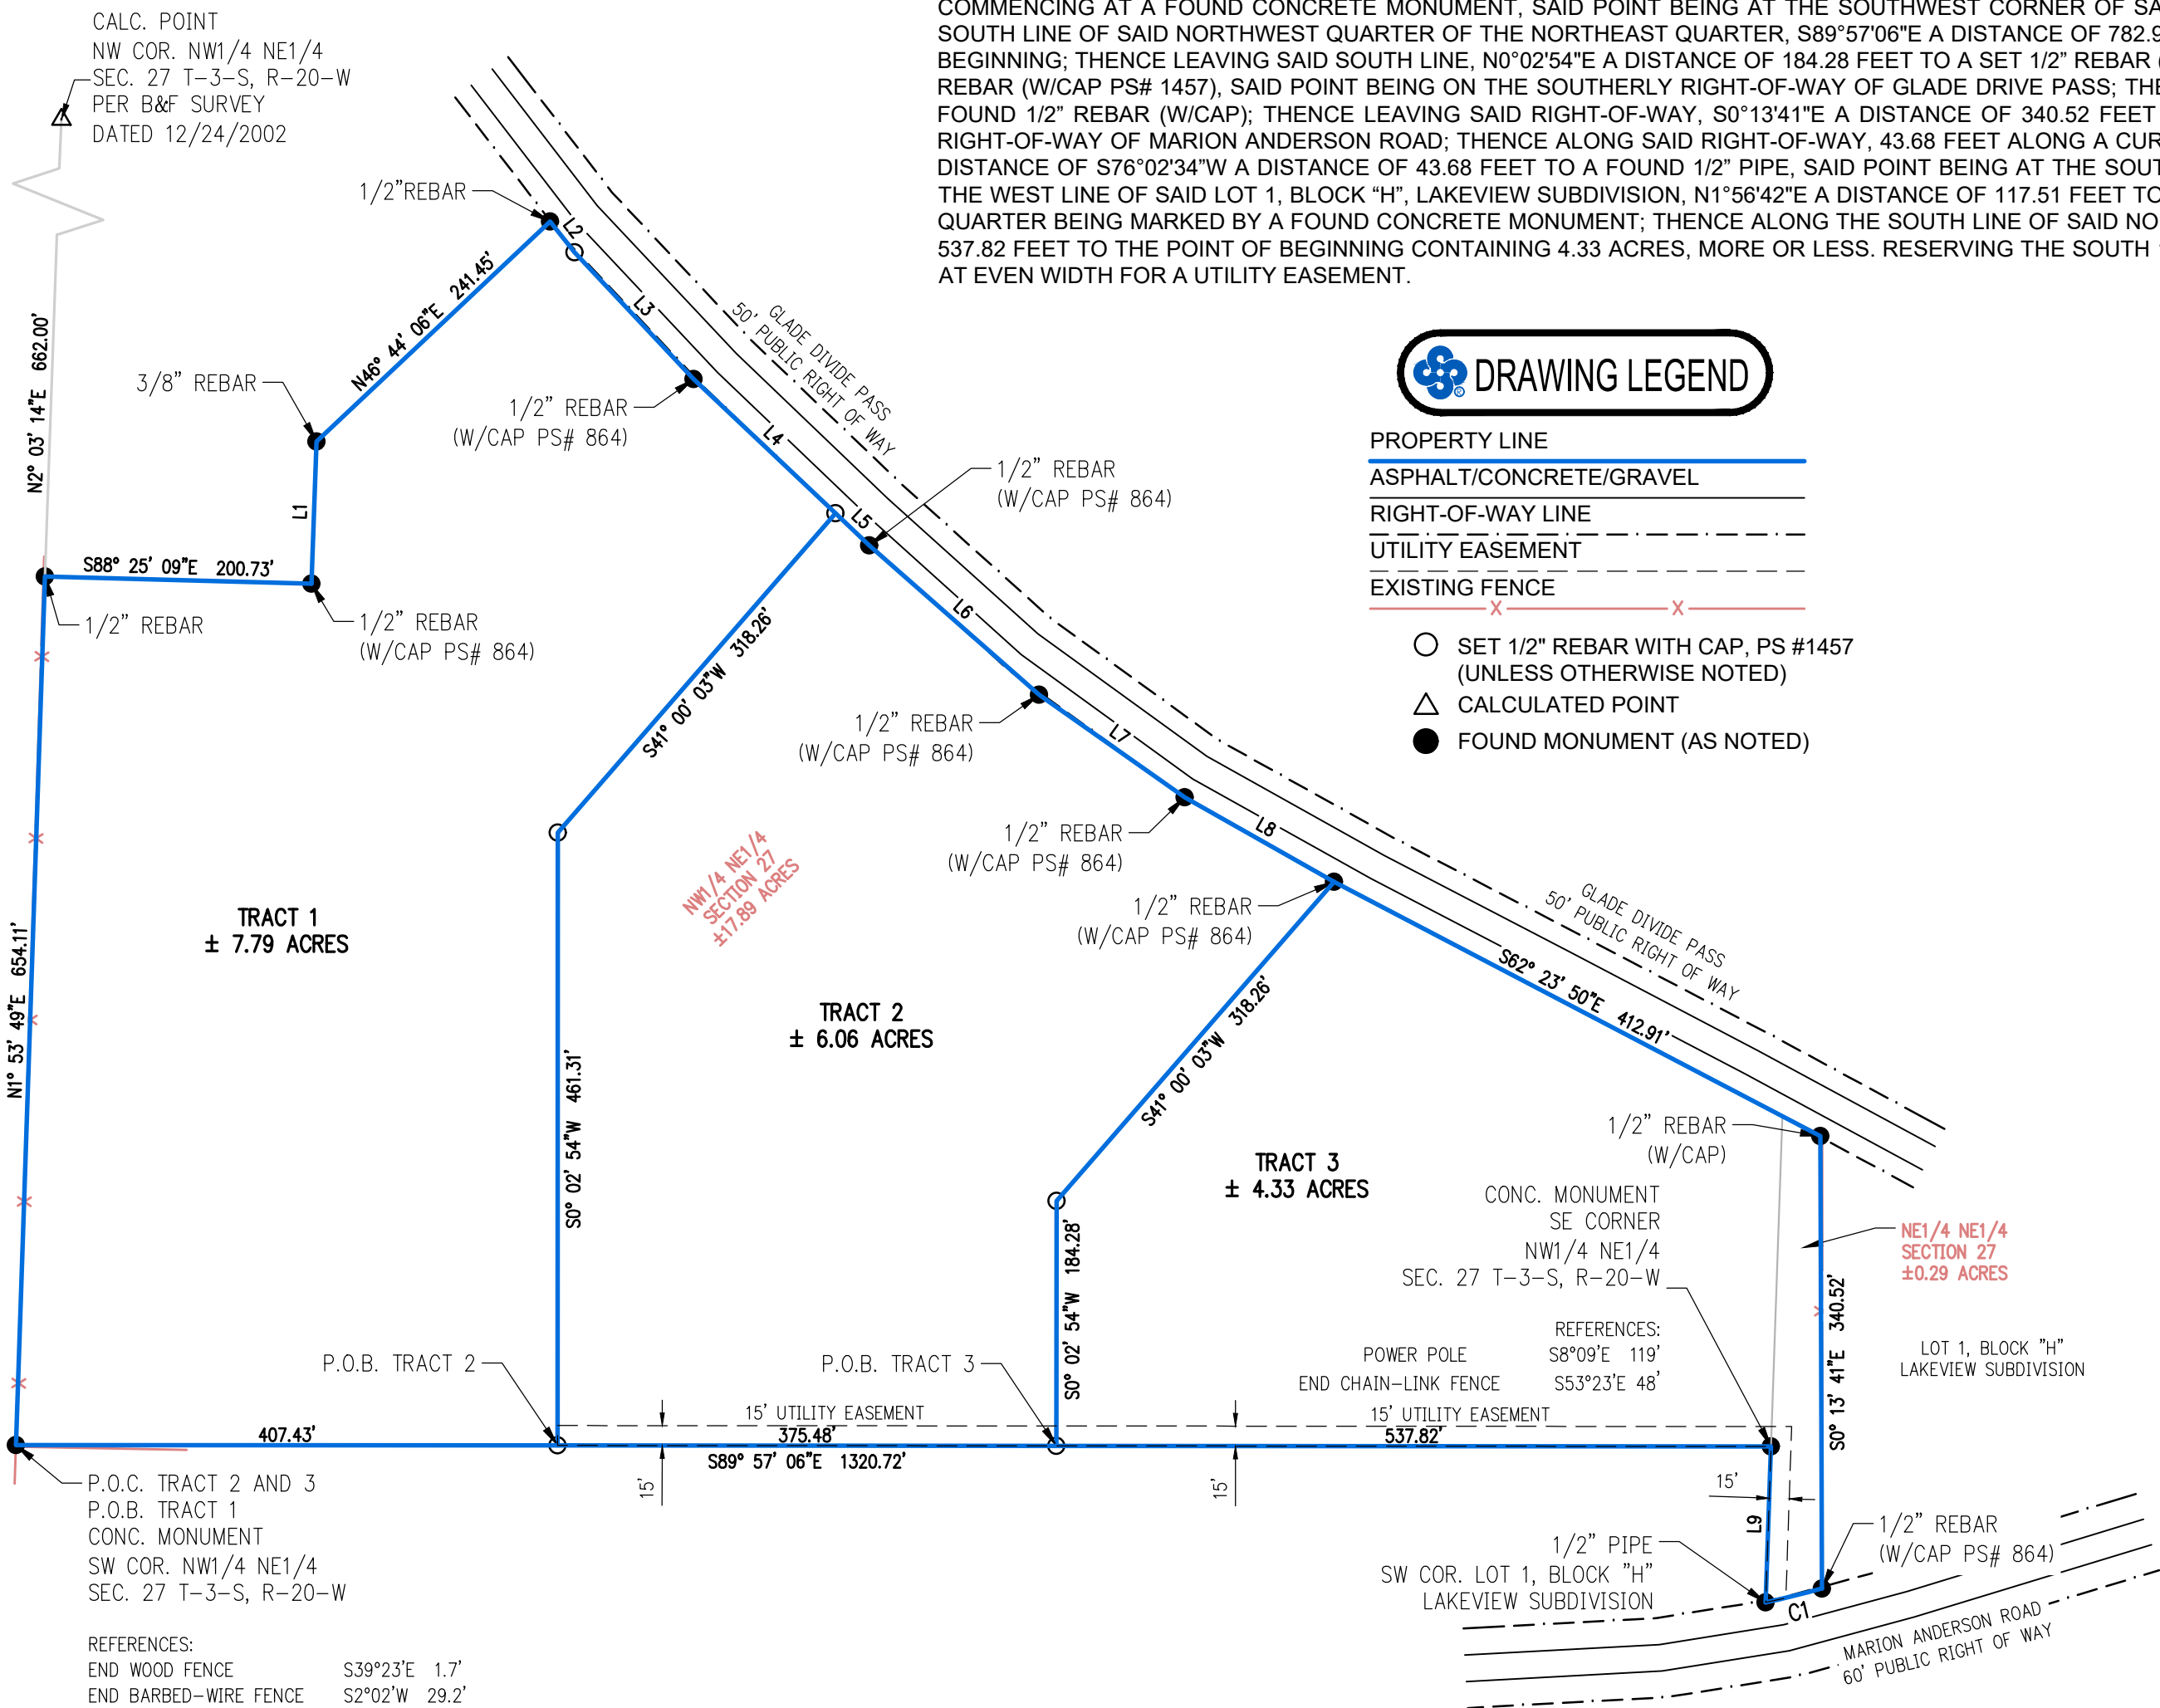 CALC. POINT
NW COR. NW1/4 NE1/4
SEC. 27 T-3-S, R-20-W
PER B&F SURVEY
DATED 12/24/2002
COMMENCING AT A FOUND CONCRETE MONUMENT, SAID POINT BEING AT THE SOUTHWEST CORNER OF SA
SOUTH LINE OF SAID NORTHWEST QUARTER OF THE NORTHEAST QUARTER, S89°57'06"E A DISTANCE OF 782.9
BEGINNING; THENCE LEAVING SAID SOUTH LINE, N0°02'54"E A DISTANCE OF 184.28 FEET TO A SET 1/2” REBAR (
REBAR (W/CAP PS# 1457), SAID POINT BEING ON THE SOUTHERLY RIGHT-OF-WAY OF GLADE DRIVE PASS; THE
FOUND 1/2” REBAR (W/CAP); THENCE LEAVING SAID RIGHT-OF-WAY, S0°13'41"E A DISTANCE OF 340.52 FEET
RIGHT-OF-WAY OF MARION ANDERSON ROAD; THENCE ALONG SAID RIGHT-OF-WAY, 43.68 FEET ALONG A CUR
DISTANCE OF S76°02'34”W A DISTANCE OF 43.68 FEET TO A FOUND 1/2” PIPE, SAID POINT BEING AT THE SOUT
THE WEST LINE OF SAID LOT 1, BLOCK “H”, LAKEVIEW SUBDIVISION, N1°56'42"E A DISTANCE OF 117.51 FEET TO
QUARTER BEING MARKED BY A FOUND CONCRETE MONUMENT; THENCE ALONG THE SOUTH LINE OF SAID NO
537.82 FEET TO THE POINT OF BEGINNING CONTAINING 4.33 ACRES, MORE OR LESS. RESERVING THE SOUTH 1
AT EVEN WIDTH FOR A UTILITY EASEMENT.
1/2”REBAR
L2
N2° 03' 14"E 662.00'
N46° 44' 06"E 241.45'
3/8” REBAR
L3
GLADE DIVIDE PASS
50' PUBLIC RIGHT OF WAY
1/2” REBAR
(W/CAP PS# 864)
L4
1/2” REBAR
(W/CAP PS# 864)
L1
L5
S88° 25' 09"E 200.73'
1/2” REBAR
1/2” REBAR
(W/CAP PS# 864)
L6
DRAWING LEGEND
PROPERTY LINE
ASPHALT/CONCRETE/GRAVEL
RIGHT-OF-WAY LINE
UTILITY EASEMENT
EXISTING FENCE
X X
SET 1/2" REBAR WITH CAP, PS #1457
(UNLESS OTHERWISE NOTED)
CALCULATED POINT
FOUND MONUMENT (AS NOTED)
S41° 00' 03"W 318.26'
1/2” REBAR
(W/CAP PS# 864)
L7
1/2” REBAR
(W/CAP PS# 864)
L8
1/2” REBAR
(W/CAP PS# 864)
NW1/4 NE1/4
SECTION 27
±17.89 ACRES
TRACT 1
± 7.79 ACRES
N1° 53' 49"E 654.11'
TRACT 2
± 6.06 ACRES
S0° 02' 54"W 461.31'
S41° 00' 03"W 318.26'
S62° 23' 50"E 412.91'
GLADE DIVIDE PASS
50' PUBLIC RIGHT OF WAY
1/2” REBAR
(W/CAP)
TRACT 3
± 4.33 ACRES
CONC. MONUMENT
SE CORNER
NW1/4 NE1/4
SEC. 27 T-3-S, R-20-W
NE1/4 NE1/4
SECTION 27
±0.29 ACRES
S0° 02' 54"W 184.28'
S0° 13' 41"E 340.52'
REFERENCES:
POWER POLE S8°09'E 119'
END CHAIN-LINK FENCE S53°23'E 48'
LOT 1, BLOCK "H"
LAKEVIEW SUBDIVISION
P.O.B. TRACT 2
P.O.B. TRACT 3
15' UTILITY EASEMENT
15' UTILITY EASEMENT
407.43'
375.48'
537.82'
S89° 57' 06"E 1320.72'
15'
15'
15'
P.O.C. TRACT 2 AND 3
P.O.B. TRACT 1
CONC. MONUMENT
SW COR. NW1/4 NE1/4
SEC. 27 T-3-S, R-20-W
L9
1/2” PIPE
SW COR. LOT 1, BLOCK "H"
LAKEVIEW SUBDIVISION
1/2” REBAR
(W/CAP PS# 864)
C1
MARION ANDERSON ROAD
60' PUBLIC RIGHT OF WAY
REFERENCES:
END WOOD FENCE S39°23'E 1.7'
END BARBED-WIRE FENCE S2°02'W 29.2'